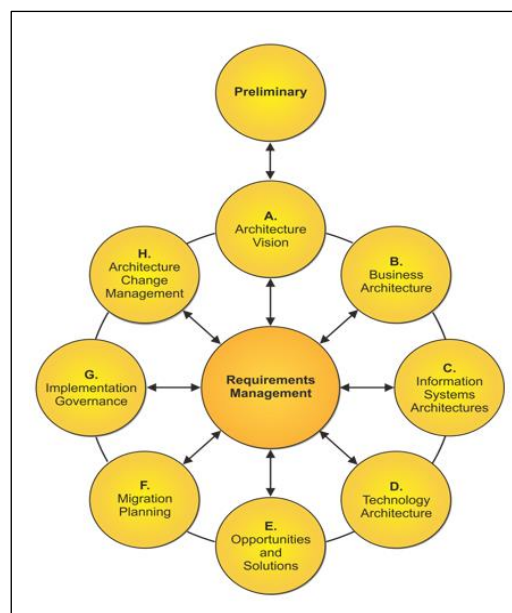 Preliminary
A.
Architecture
Vision
H.
Architecture
Change
Management
B.
Business
Architecture
G.
Implementation
Governance
Requirements
Management
C.
Information
Systems
Architectures
F.
Migration
Planning
D.
Technology
Architecture
E.
Opportunities
and
Solutions